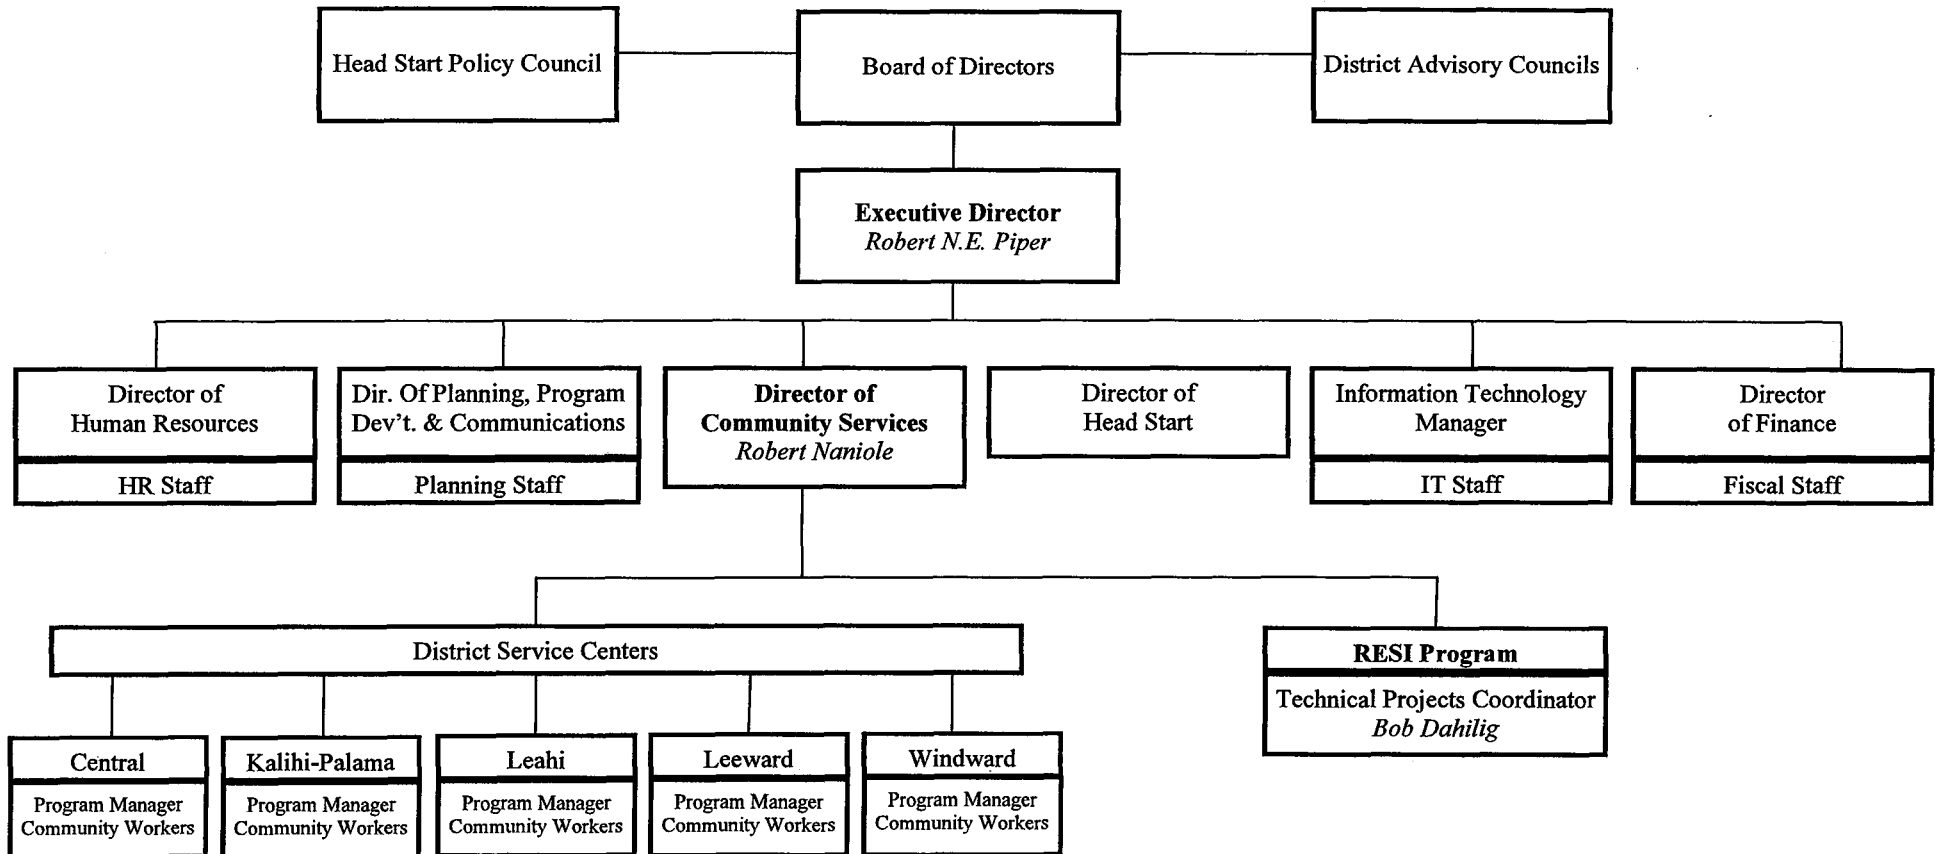 Head Start Policy Council
Board of Directors
District Advisory Councils
Executive Director
Robert N.E. Piper
Director of
Human Resources
HR Staff
Dir. Of Planning, Program
Dev't. & Communications
Planning Staff
Director of
Community Services
Robert Naniole
Director of
Head Start
Information Technology
Manager
IT Staff
Director
of Finance
Fiscal Staff
District Service Centers
RESI Program
Technical Projects Coordinator
Bob Dahilig
Central
Program Manager
Community Workers
Kalihi-Palama
Program Manager
Community Workers
Leahi
Program Manager
Community Workers
Leeward
Program Manager
Community Workers
Windward
Program Manager
Community Workers